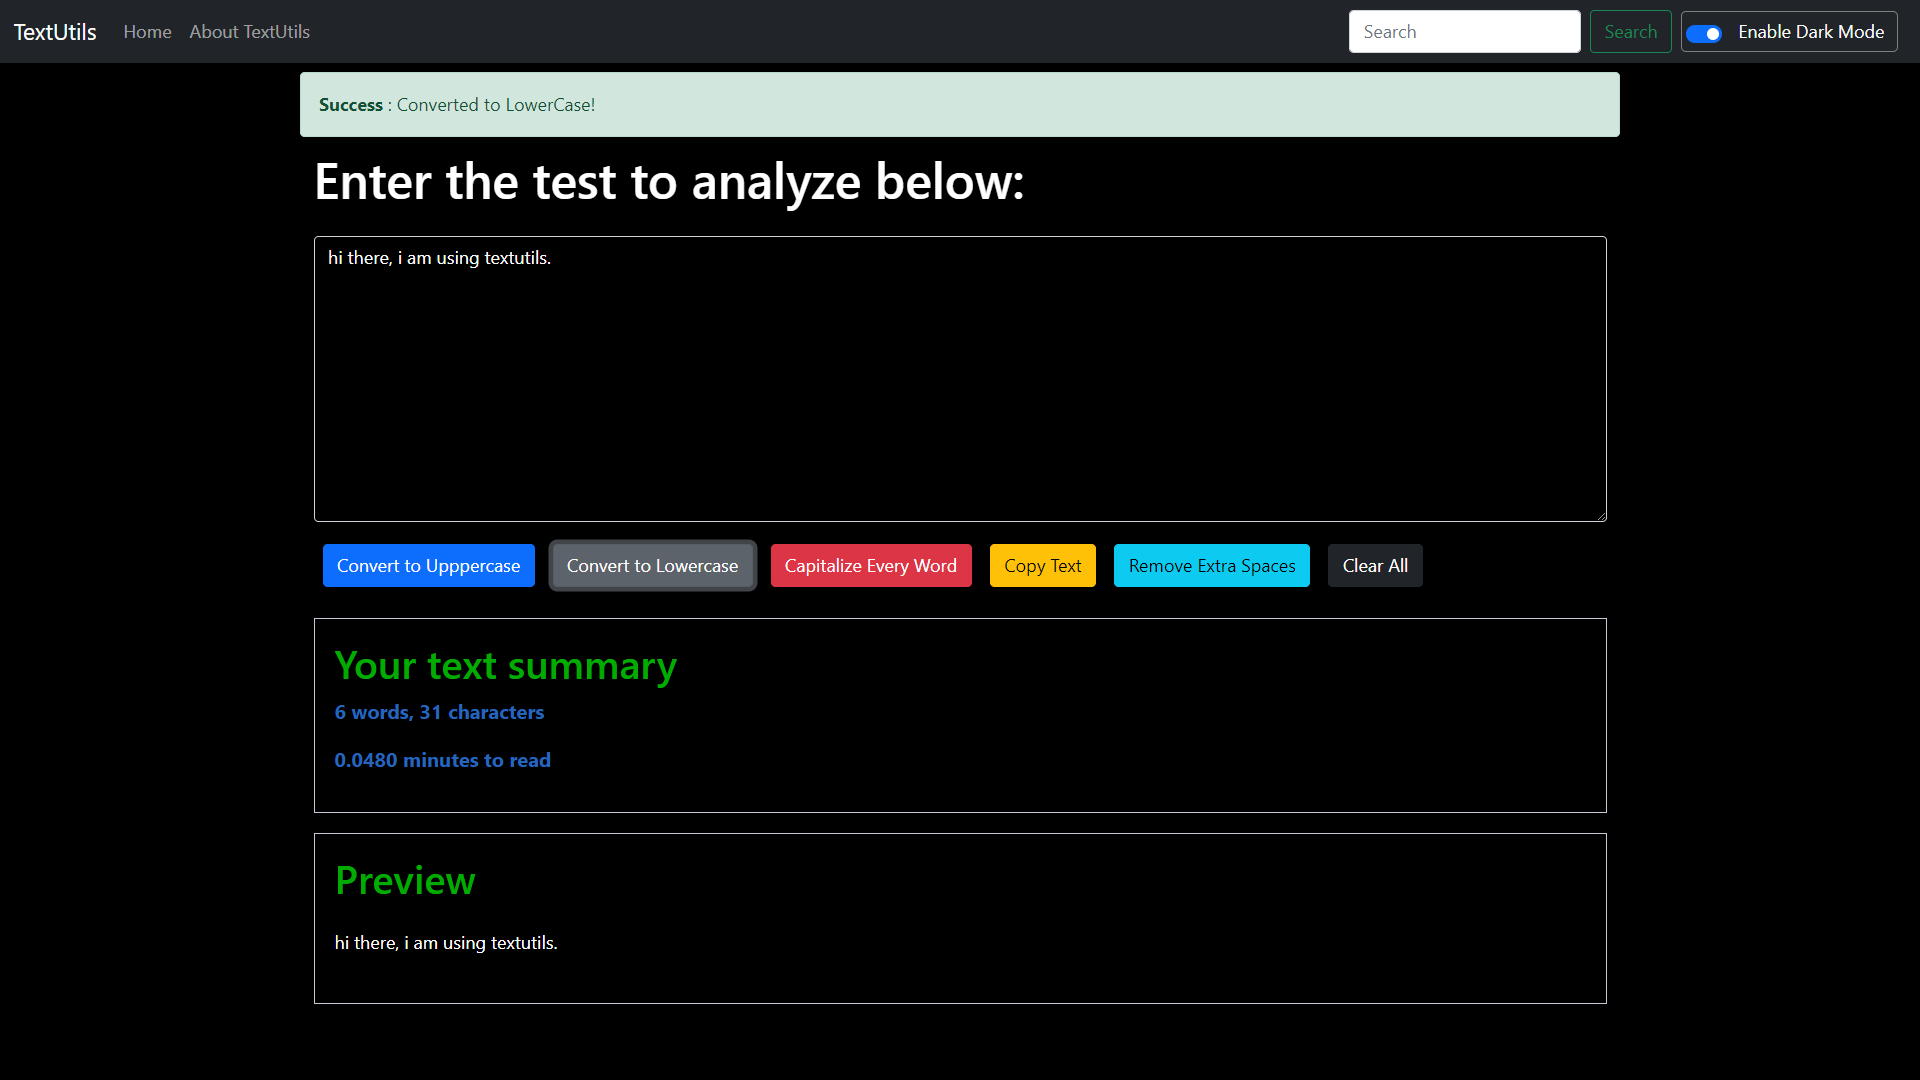 TextUtils Home About TextUtils Search Search Enable Dark Mode
Success : Converted to LowerCase!
Enter the test to analyze below:
hi there, i am using textutils.
Convert to Upppercase Convert to Lowercase Capitalize Every Word Copy Text Remove Extra Spaces Clear All
Your text summary
6 words, 31 characters
0.0480 minutes to read
Preview
hi there, i am using textutils.